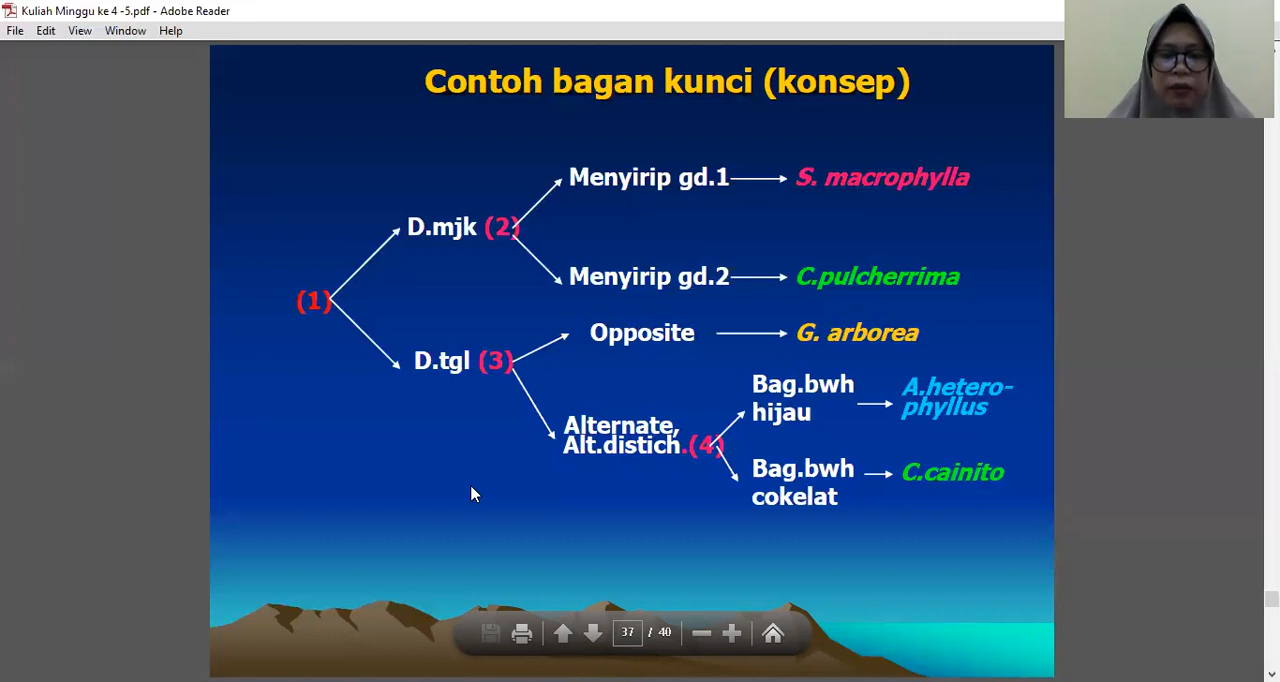 Kuliah Minggu ke 4 -5.pdf - Adobe Reader
File Edit View Window Help
Contoh bagan kunci (konsep)
Menyirip gd.1 S. macrophylla
D.mjk (2)
Menyirip gd.2 C.pulcherrima
(1)
Opposite G. arborea
D.tgl (3)
Bag.bwh
hijau
A.hetero-
phyllus
Alternate,
Alt.distich.(4)
Bag.bwh
cokelat
C.cainito
37 / 40